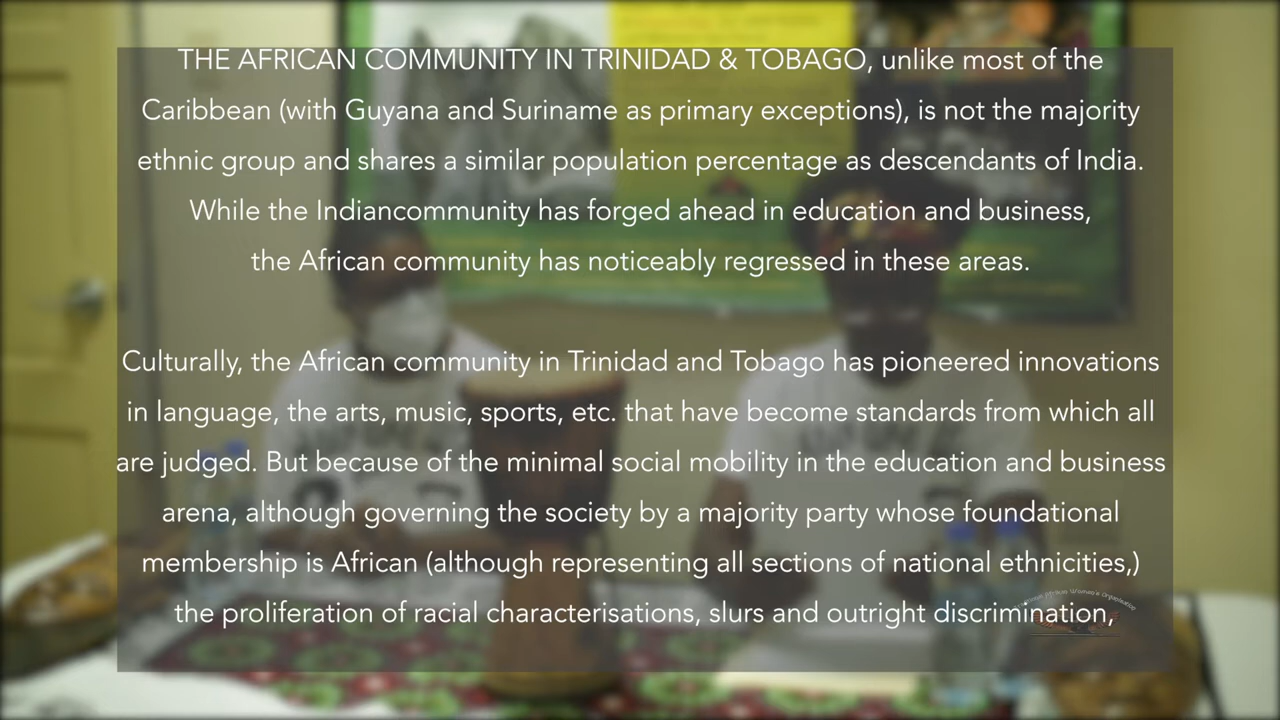 THE AFRICAN COMMUNITY IN TRINIDAD & TOBAGO, unlike most of the
Caribbean (with Guyana and Suriname as primary exceptions), is not the majority
ethnic group and shares a similar population percentage as descendants of India.
While the Indiancommunity has forged ahead in education and business,
the African community has noticeably regressed in these areas.
Culturally, the African community in Trinidad and Tobago has pioneered innovations
in language, the arts, music, sports, etc. that have become standards from which all
are judged. But because of the minimal social mobility in the education and business
arena, although governing the society by a majority party whose foundational
membership is African (although representing all sections of national ethnicities,)
the proliferation of racial characterisations, slurs and outright discrimination,
African Women's Organisation